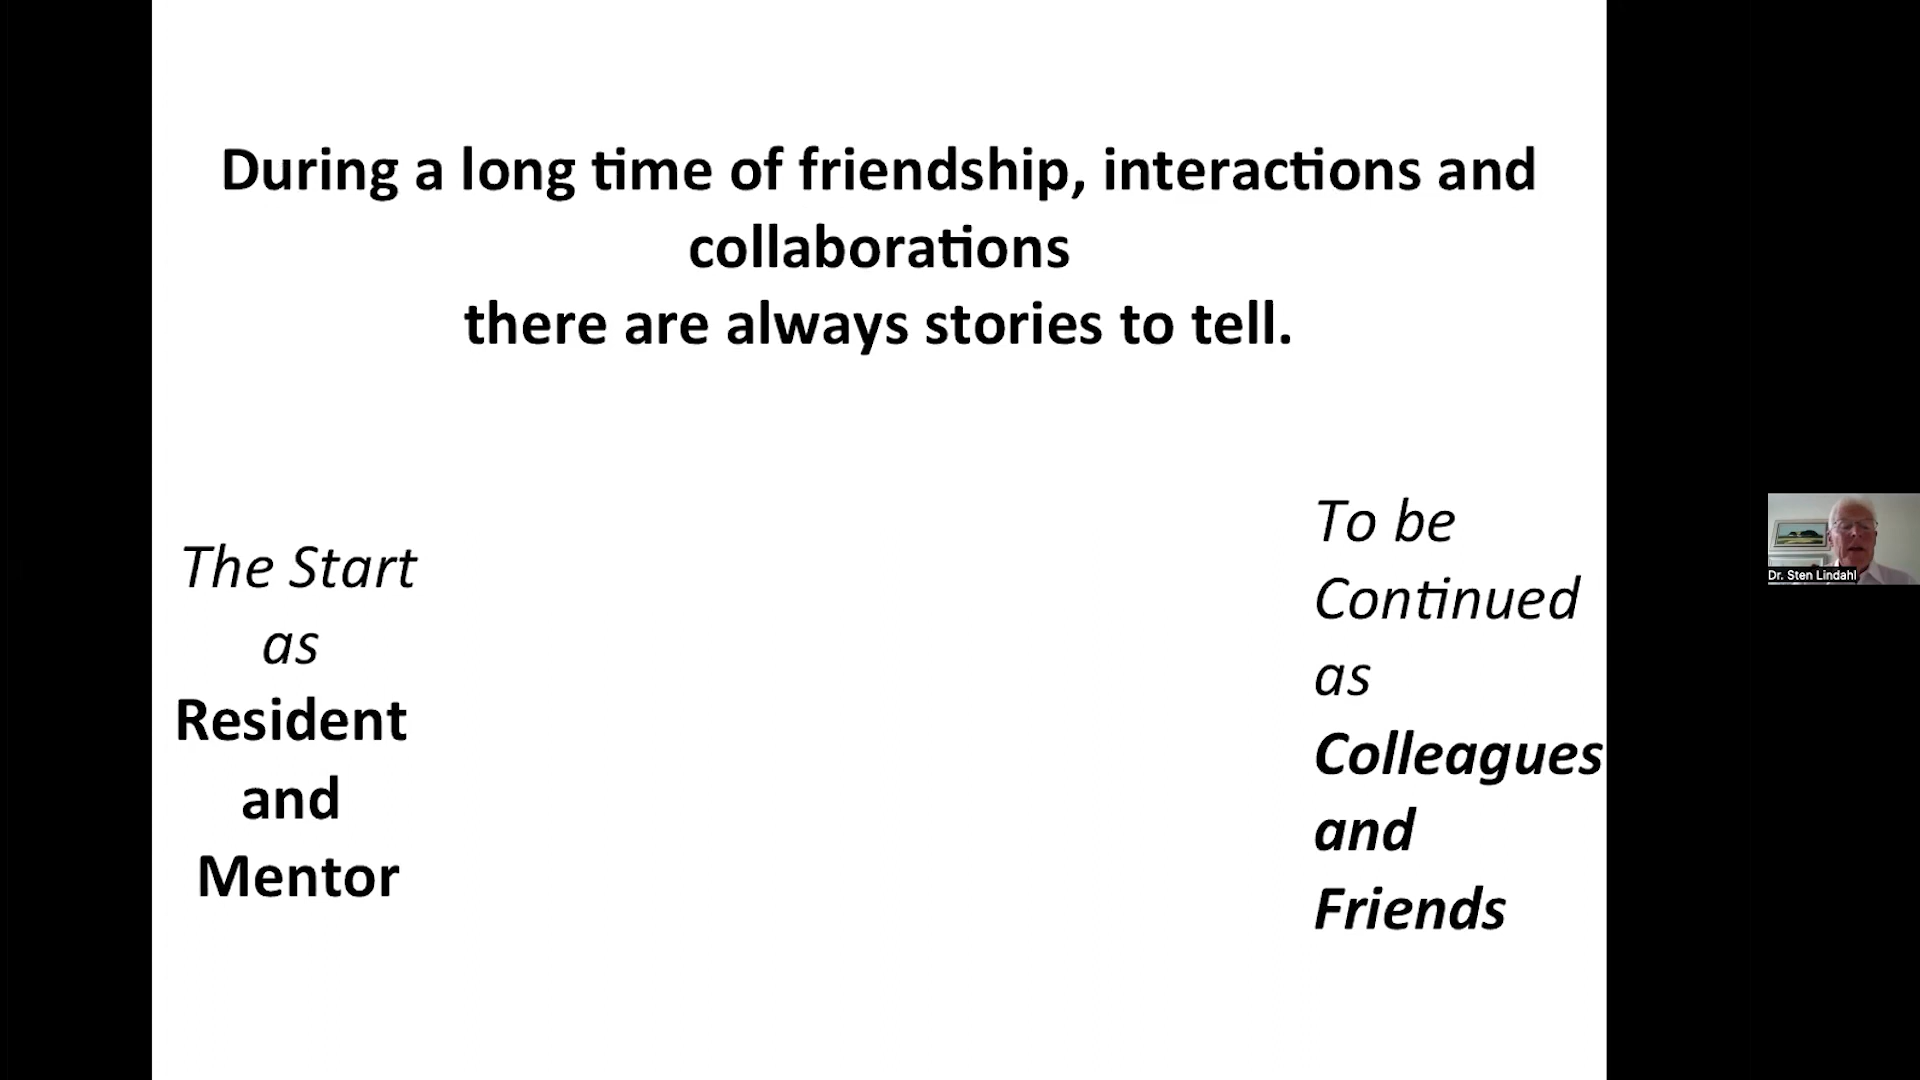 During a long time of friendship, interactions and
collaborations
there are always stories to tell.
The Start
as
Resident
and
Mentor
To be
Continued
as
Colleagues
and
Friends
Dr. Sten Lindahl